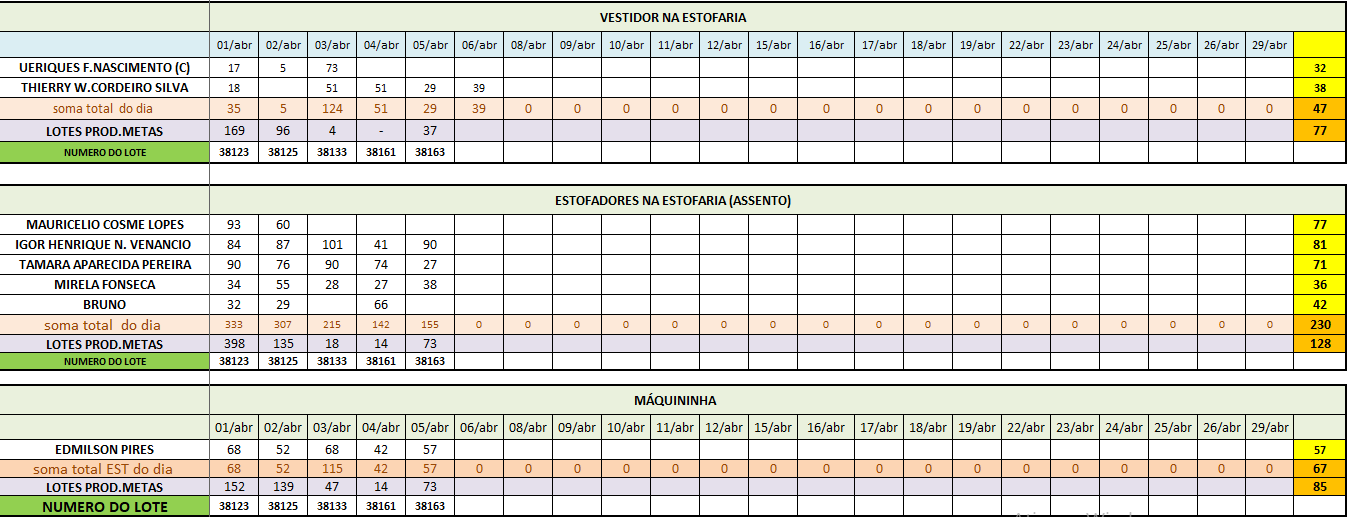 VESTIDOR NA ESTOFARIA
01/abr 02/abr 03/abr 04/abr 05/abr 06/abr 08/abr 09/abr 10/abr 11/abr 12/abr 15/abr 16/abr 17/abr 18/abr 19/abr 22/abr 23/abr 24/abr 25/abr 26/abr 29/abr
UERIQUES F.NASCIMENTO (C) 17 5 73 32
THIERRY W.CORDEIRO SILVA 18 51 51 29 39 38
soma total do dia 35 5 124 51 29 39 0 0 0 0 0 0 0 0 0 0 0 0 0 0 0 0 47
LOTES PROD.METAS 169 96 4 - 37 77
NUMERO DO LOTE 38123 38125 38133 38161 38163
ESTOFADORES NA ESTOFARIA (ASSENTO)
MAURICELIO COSME LOPES 93 60 77
IGOR HENRIQUE N. VENANCIO 84 87 101 41 90 81
TAMARA APARECIDA PEREIRA 90 76 90 74 27 71
MIRELA FONSECA 34 55 28 27 38 36
BRUNO 32 29 66 42
soma total do dia 333 307 215 142 155 0 0 0 0 0 0 0 0 0 0 0 0 0 0 0 0 0 230
LOTES PROD.METAS 398 135 18 14 73 128
NUMERO DO LOTE 38123 38125 38133 38161 38163
MÁQUININHA
01/abr 02/abr 03/abr 04/abr 05/abr 06/abr 08/abr 09/abr 10/abr 11/abr 12/abr 15/abr 16/abr 17/abr 18/abr 19/abr 22/abr 23/abr 24/abr 25/abr 26/abr 29/abr
EDMILSON PIRES 68 52 68 42 57 57
soma total EST do dia 68 52 115 42 57 0 0 0 0 0 0 0 0 0 0 0 0 0 0 0 0 0 67
LOTES PROD.METAS 152 139 47 14 73 85
NUMERO DO LOTE 38123 38125 38133 38161 38163